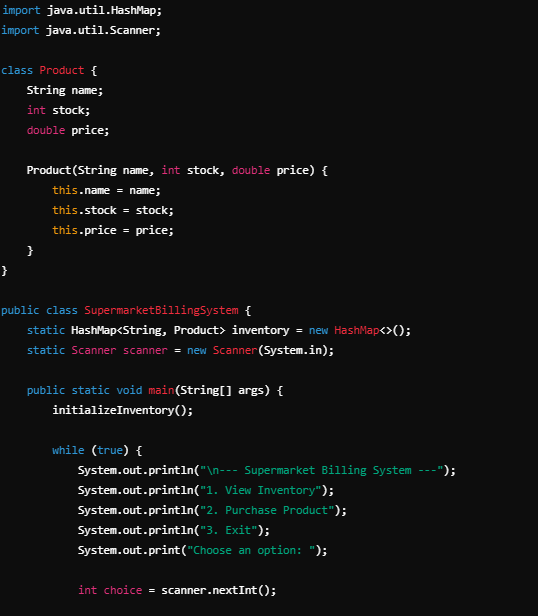 import java.util.HashMap;
import java.util.Scanner;
class Product {
String name;
int stock;
double price;
Product(String name, int stock, double price) {
this.name = name;
this.stock = stock;
this.price = price;
}
}
public class SupermarketBillingSystem {
static HashMap<String, Product> inventory = new HashMap<>();
static Scanner scanner = new Scanner(System.in);
public static void main(String[] args) {
initializeInventory();
while (true) {
System.out.println("\n--- Supermarket Billing System ---");
System.out.println("1. View Inventory");
System.out.println("2. Purchase Product");
System.out.println("3. Exit");
System.out.print("Choose an option: ");
int choice = scanner.nextInt();